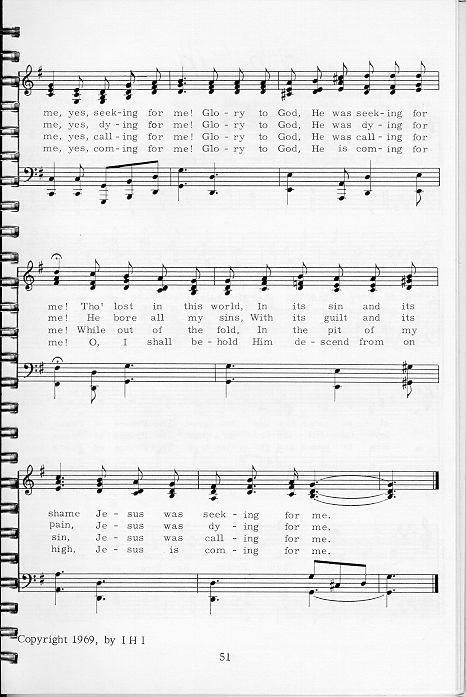 me, yes, seek-ing for me! Glo-ry to God, He was seek-ing for
me, yes, dy-ing for me! Glo-ry to God, He was dy-ing for
me, yes, call-ing for me! Glo-ry to God, He was call-ing for
me, yes, com-ing for me! Glo-ry to God, He is com-ing for
me! Tho' lost in this world, In its sin and its
me! He bore all my sins, With its guilt and its
me! While out of the fold, In the pit of my
me! O, I shall be-hold Him de-scend from on
shame Je-sus was seek-ing for me.
pain, Je-sus was dy-ing for me.
sin, Je-sus was call-ing for me.
high, Je-sus is com-ing for me.
Copyright 1969, by I H I
51